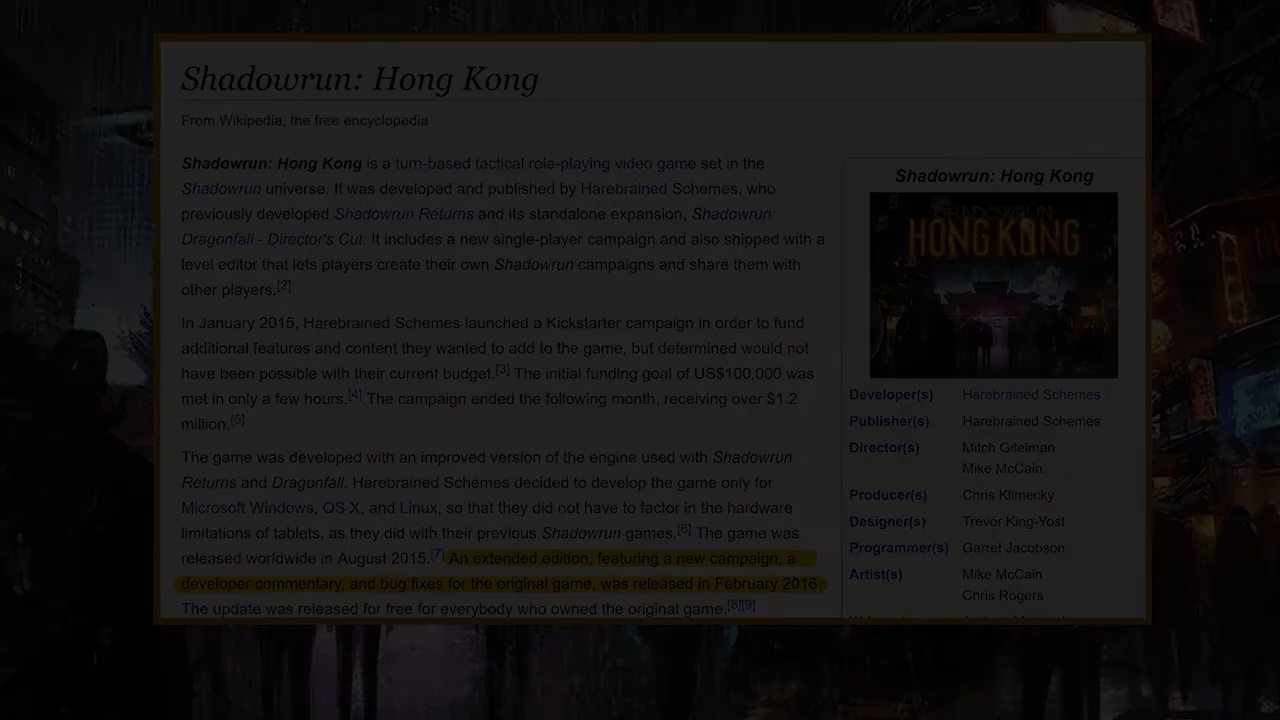 Shadowrun: Hong Kong
From Wikipedia, the free encyclopedia
Shadowrun: Hong Kong is a turn-based tactical role-playing video game set in the
Shadowrun universe. It was developed and published by Harebrained Schemes, who
previously developed Shadowrun Returns and its standalone expansion, Shadowrun:
Dragonfall - Director's Cut. It includes a new single-player campaign and also shipped with a
level editor that lets players create their own Shadowrun campaigns and share them with
other players.[2]
In January 2015, Harebrained Schemes launched a Kickstarter campaign in order to fund
additional features and content they wanted to add to the game, but determined would not
have been possible with their current budget.[3] The initial funding goal of US$100,000 was
met in only a few hours.[4] The campaign ended the following month, receiving over $1.2
million.[5]
The game was developed with an improved version of the engine used with Shadowrun
Returns and Dragonfall. Harebrained Schemes decided to develop the game only for
Microsoft Windows, OS X, and Linux, so that they did not have to factor in the hardware
limitations of tablets, as they did with their previous Shadowrun games.[6] The game was
released worldwide in August 2015.[7] An extended edition, featuring a new campaign, a
developer commentary, and bug fixes for the original game, was released in February 2016.
The update was released for free for everybody who owned the original game.[8][9]
Shadowrun: Hong Kong
SHADOWRUN
HONG KONG
Developer(s) Harebrained Schemes
Publisher(s) Harebrained Schemes
Director(s) Mitch Gitelman
Mike McCain
Producer(s) Chris Klimecky
Designer(s) Trevor King-Yost
Programmer(s) Garret Jacobson
Artist(s) Mike McCain
Chris Rogers